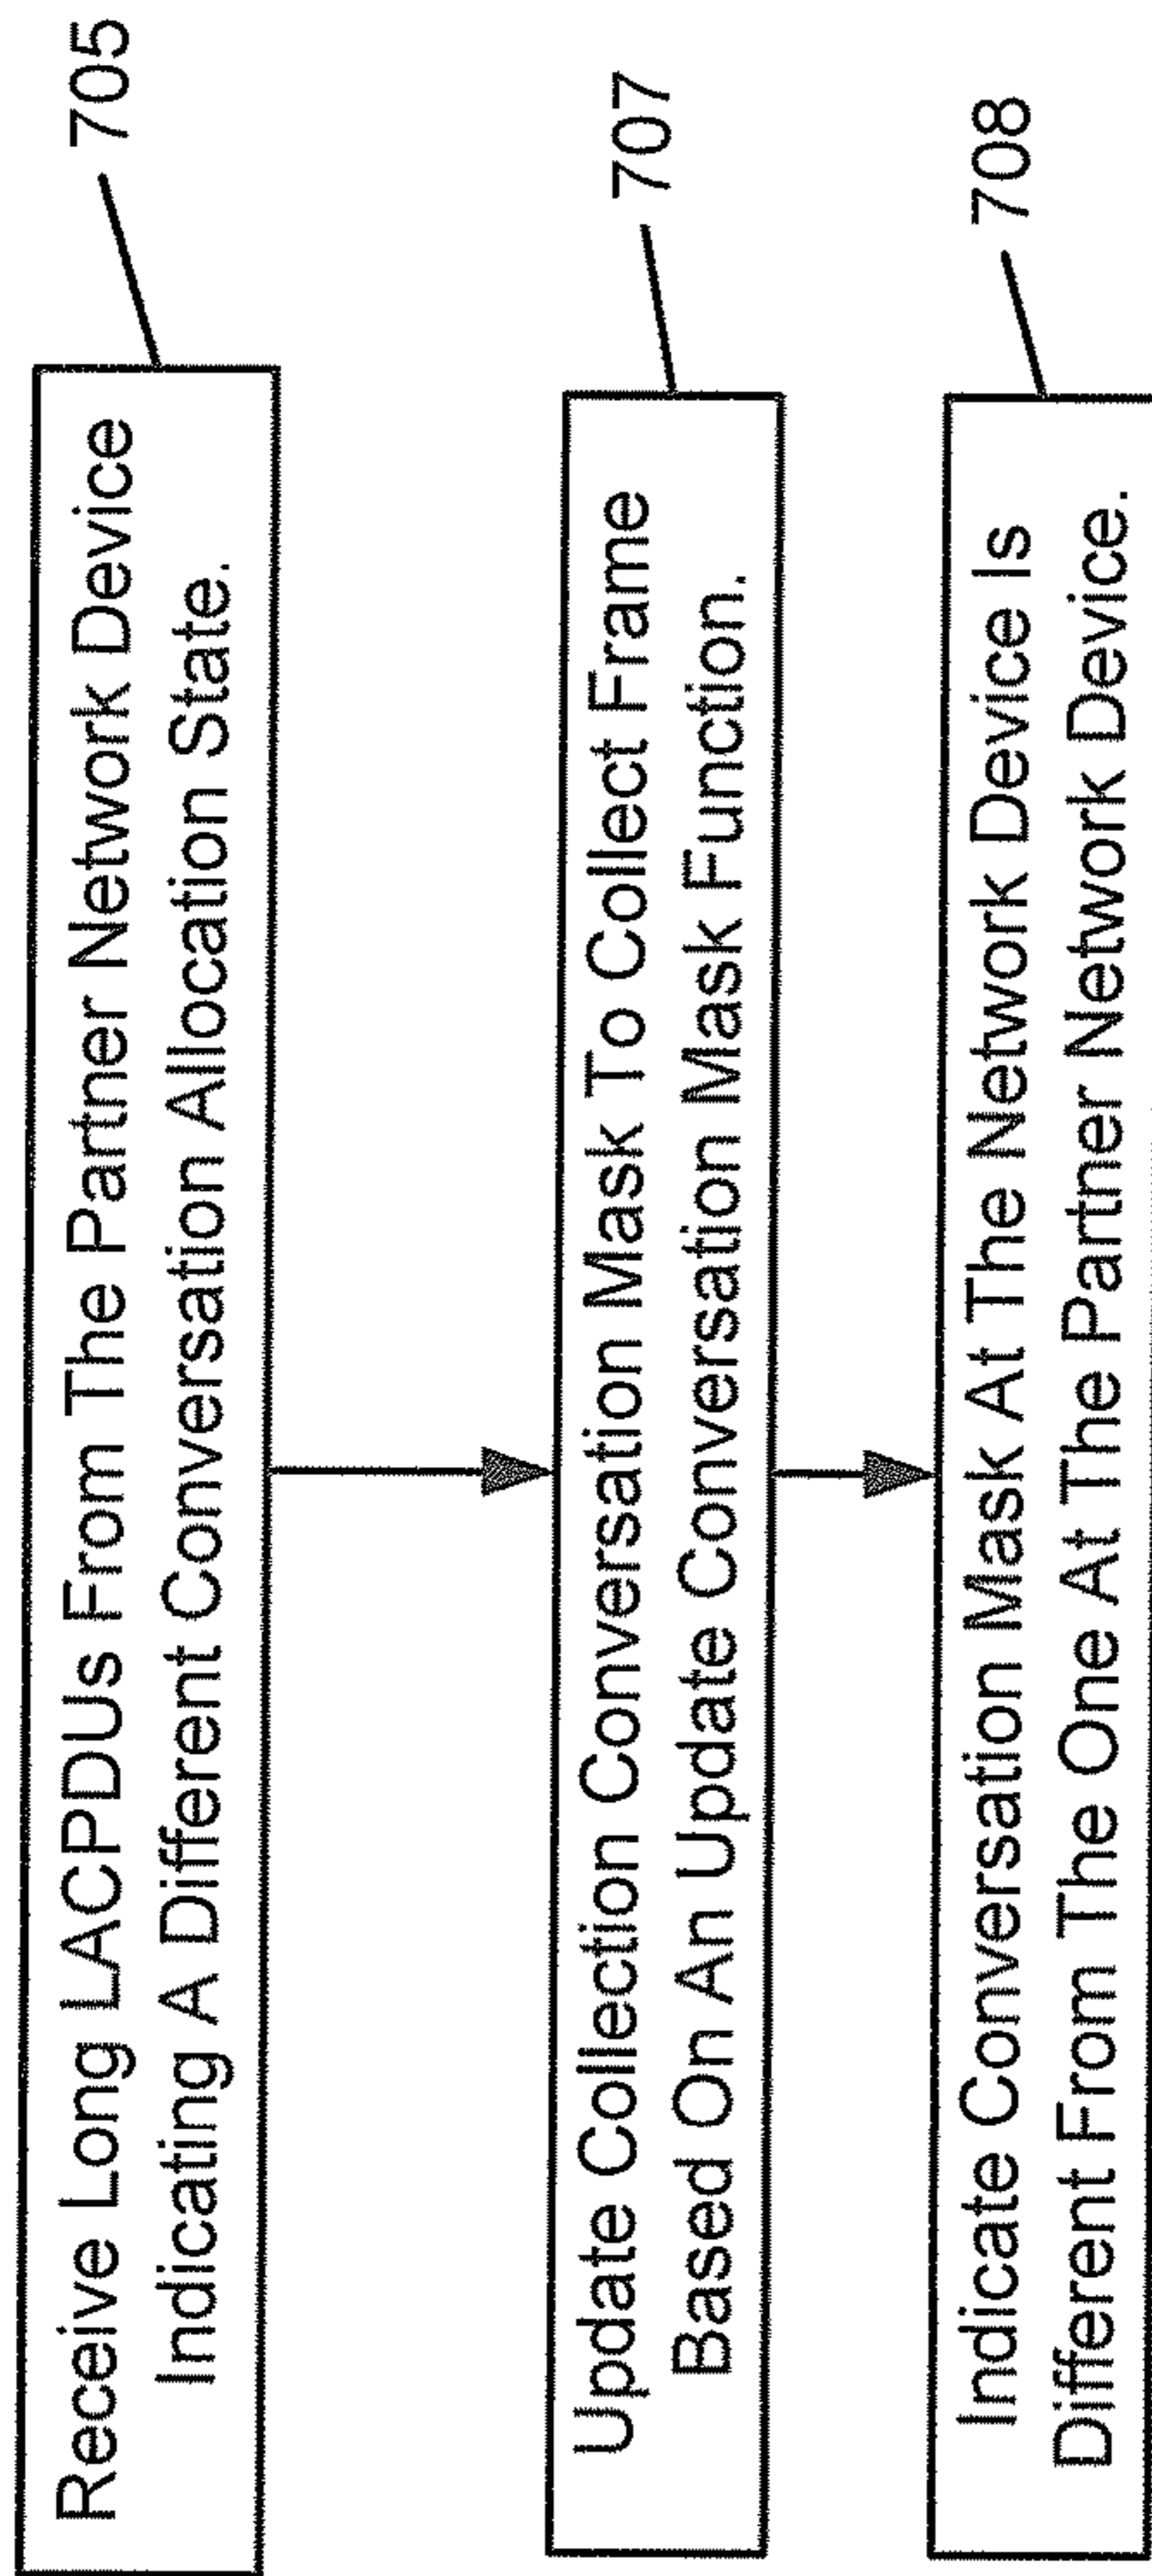 Receive Long LACPDUs From The Partner Network Device
Indicating A Different Conversation Allocation State.
705
Update Collection Conversation Mask To Collect Frame
Based On An Update Conversation Mask Function.
707
Indicate Conversation Mask At The Network Device Is
Different From The One At The Partner Network Device.
708